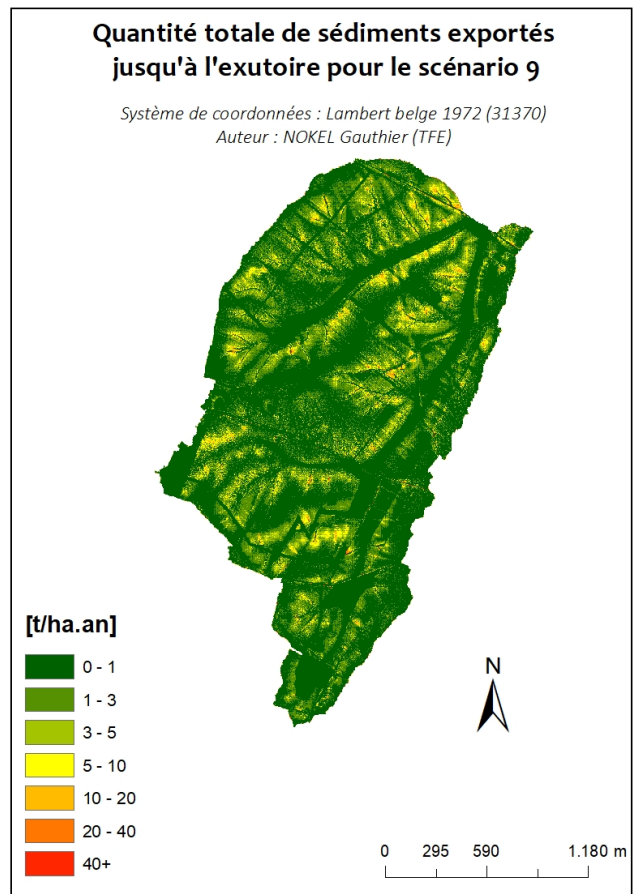 Quantité totale de sédiments exportés
jusqu'à l'exutoire pour le scénario 9
Système de coordonnées : Lambert belge 1972 (31370)
Auteur : NOKEL Gauthier (TFE)
[t/ha.an]
0 - 1
1 - 3
3 - 5
5 - 10
10 - 20
20 - 40
40+
N
0 295 590 1.180 m